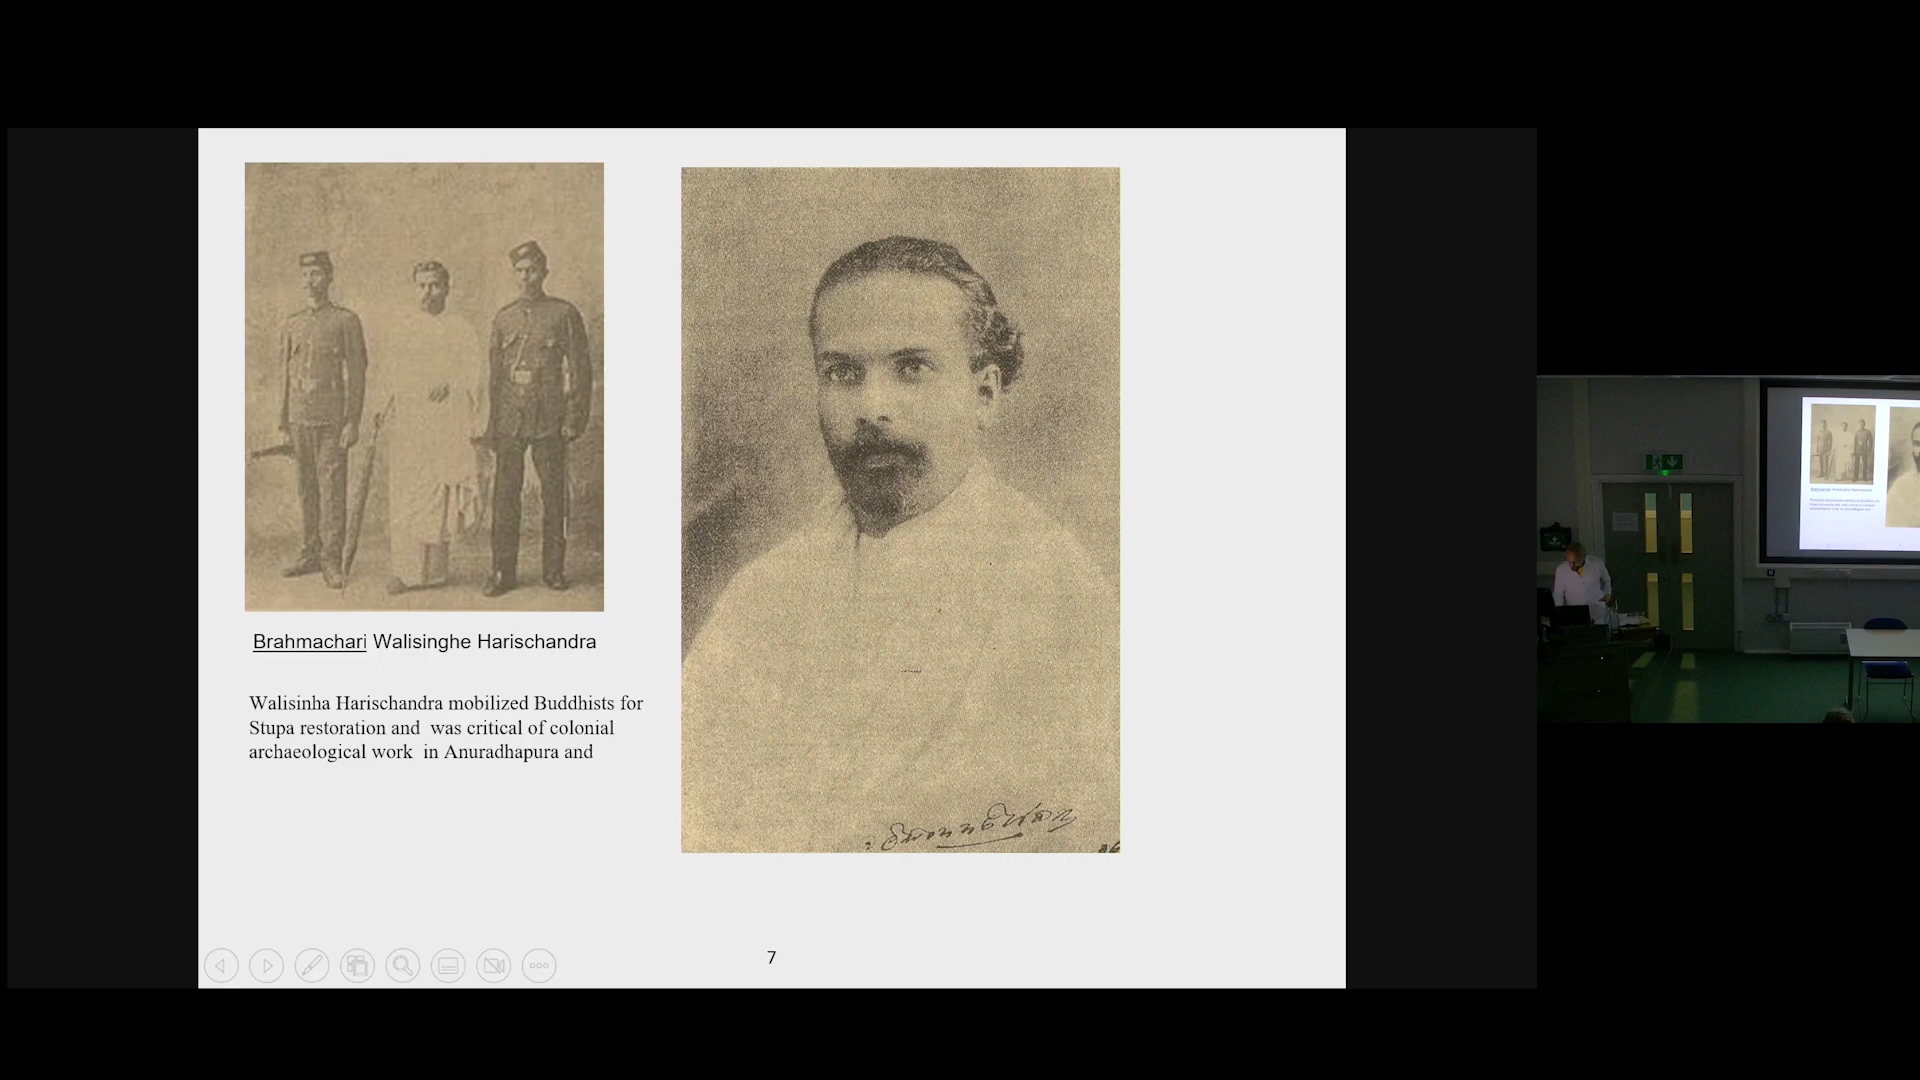 Brahmachari Walisinghe Harischandra
Walisinha Harischandra mobilized Buddhists for
Stupa restoration and was critical of colonial
archaeological work in Anuradhapura and
7